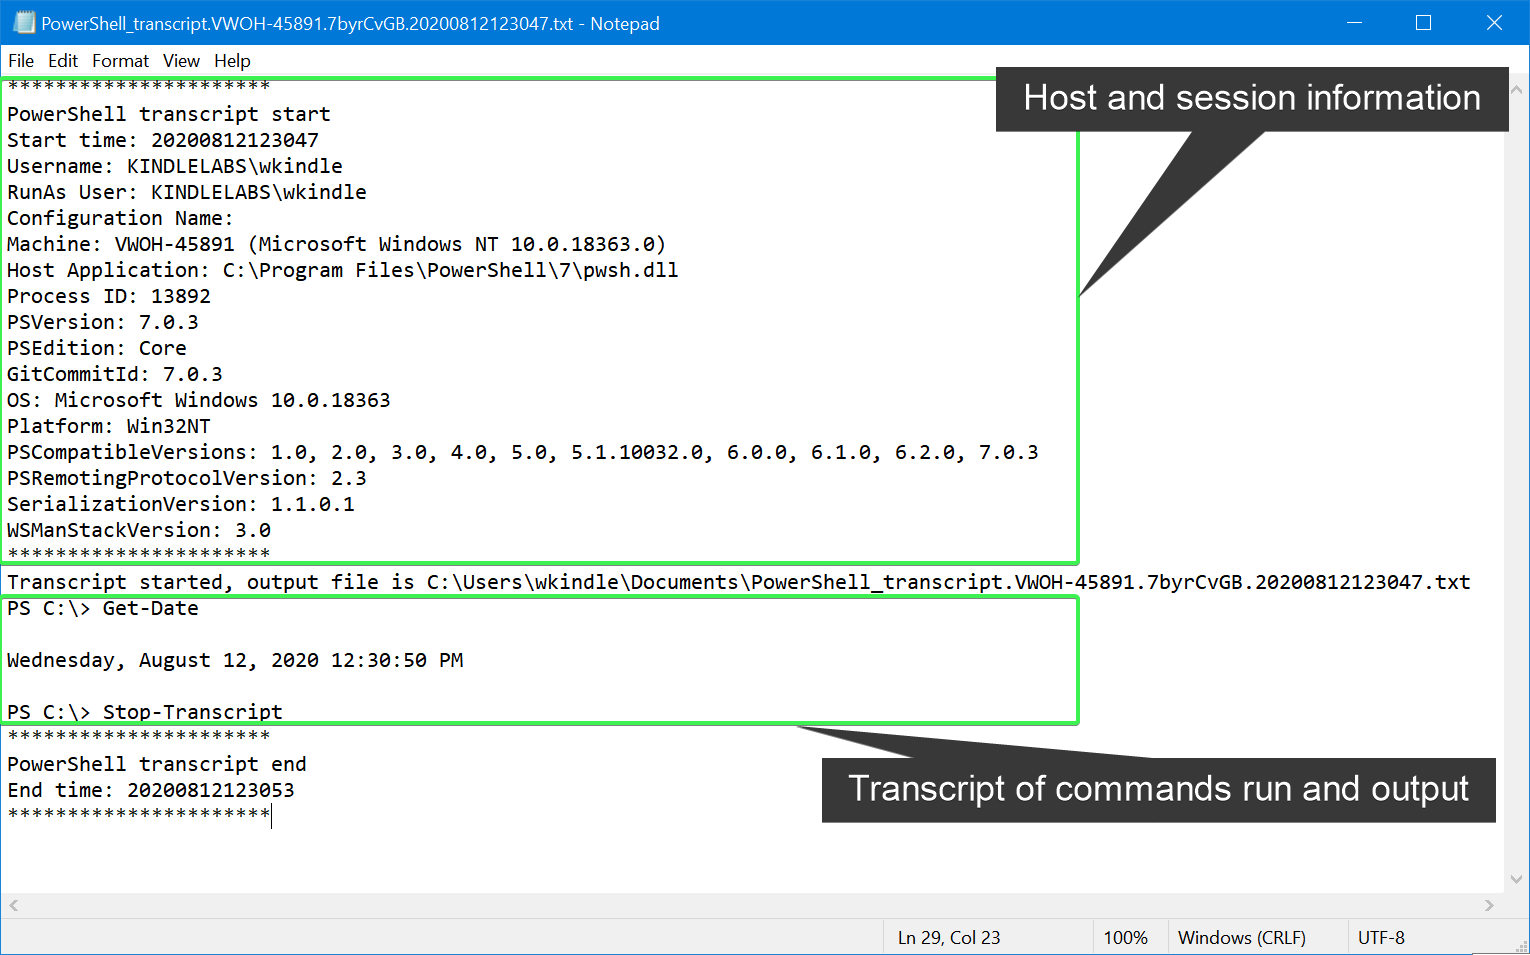 PowerShell_transcript.VWOH-45891.7byrCvGB.20200812123047.txt - Notepad
File Edit Format View Help
**********************
PowerShell transcript start
Start time: 20200812123047
Username: KINDLELABS\wkindle
RunAs User: KINDLELABS\wkindle
Configuration Name:
Machine: VWOH-45891 (Microsoft Windows NT 10.0.18363.0)
Host Application: C:\Program Files\PowerShell\7\pwsh.dll
Process ID: 13892
PSVersion: 7.0.3
PSEdition: Core
GitCommitId: 7.0.3
OS: Microsoft Windows 10.0.18363
Platform: Win32NT
PSCompatibleVersions: 1.0, 2.0, 3.0, 4.0, 5.0, 5.1.10032.0, 6.0.0, 6.1.0, 6.2.0, 7.0.3
PSRemotingProtocolVersion: 2.3
SerializationVersion: 1.1.0.1
WSManStackVersion: 3.0
**********************
Host and session information
Transcript started, output file is C:\Users\wkindle\Documents\PowerShell_transcript.VWOH-45891.7byrCvGB.20200812123047.txt
PS C:\> Get-Date
Wednesday, August 12, 2020 12:30:50 PM
PS C:\> Stop-Transcript
**********************
PowerShell transcript end
End time: 20200812123053
**********************
Transcript of commands run and output
Ln 29, Col 23 100% Windows (CRLF) UTF-8